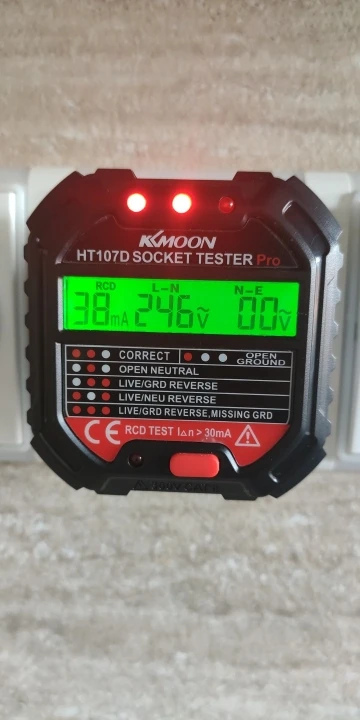 KKMOON
HT107D SOCKET TESTER Pro
RCD L-N N-E
38mA 246V 00V
CORRECT
OPEN GROUND
OPEN NEUTRAL
LIVE/GRD REVERSE
LIVE/NEU REVERSE
LIVE/GRD REVERSE,MISSING GRD
CE RCD TEST I△n > 30mA